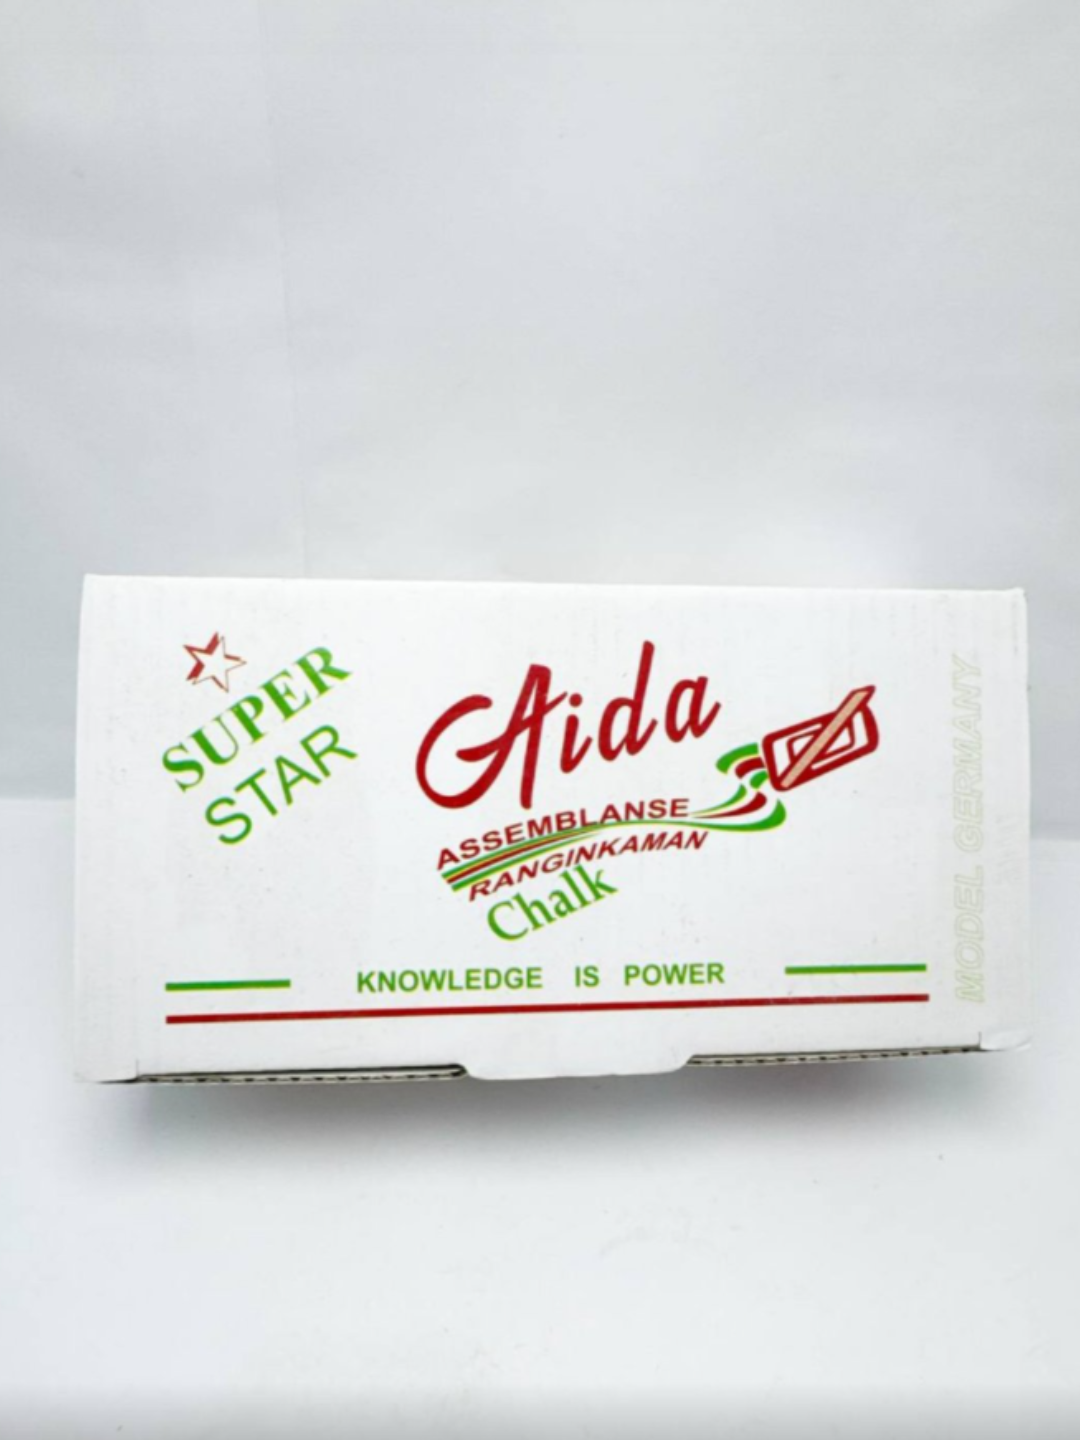 SUPER
STAR
Aida
ASSEMBLANSE
RANGINKAMAN
Chalk
KNOWLEDGE IS POWER
MODEL GERMANY